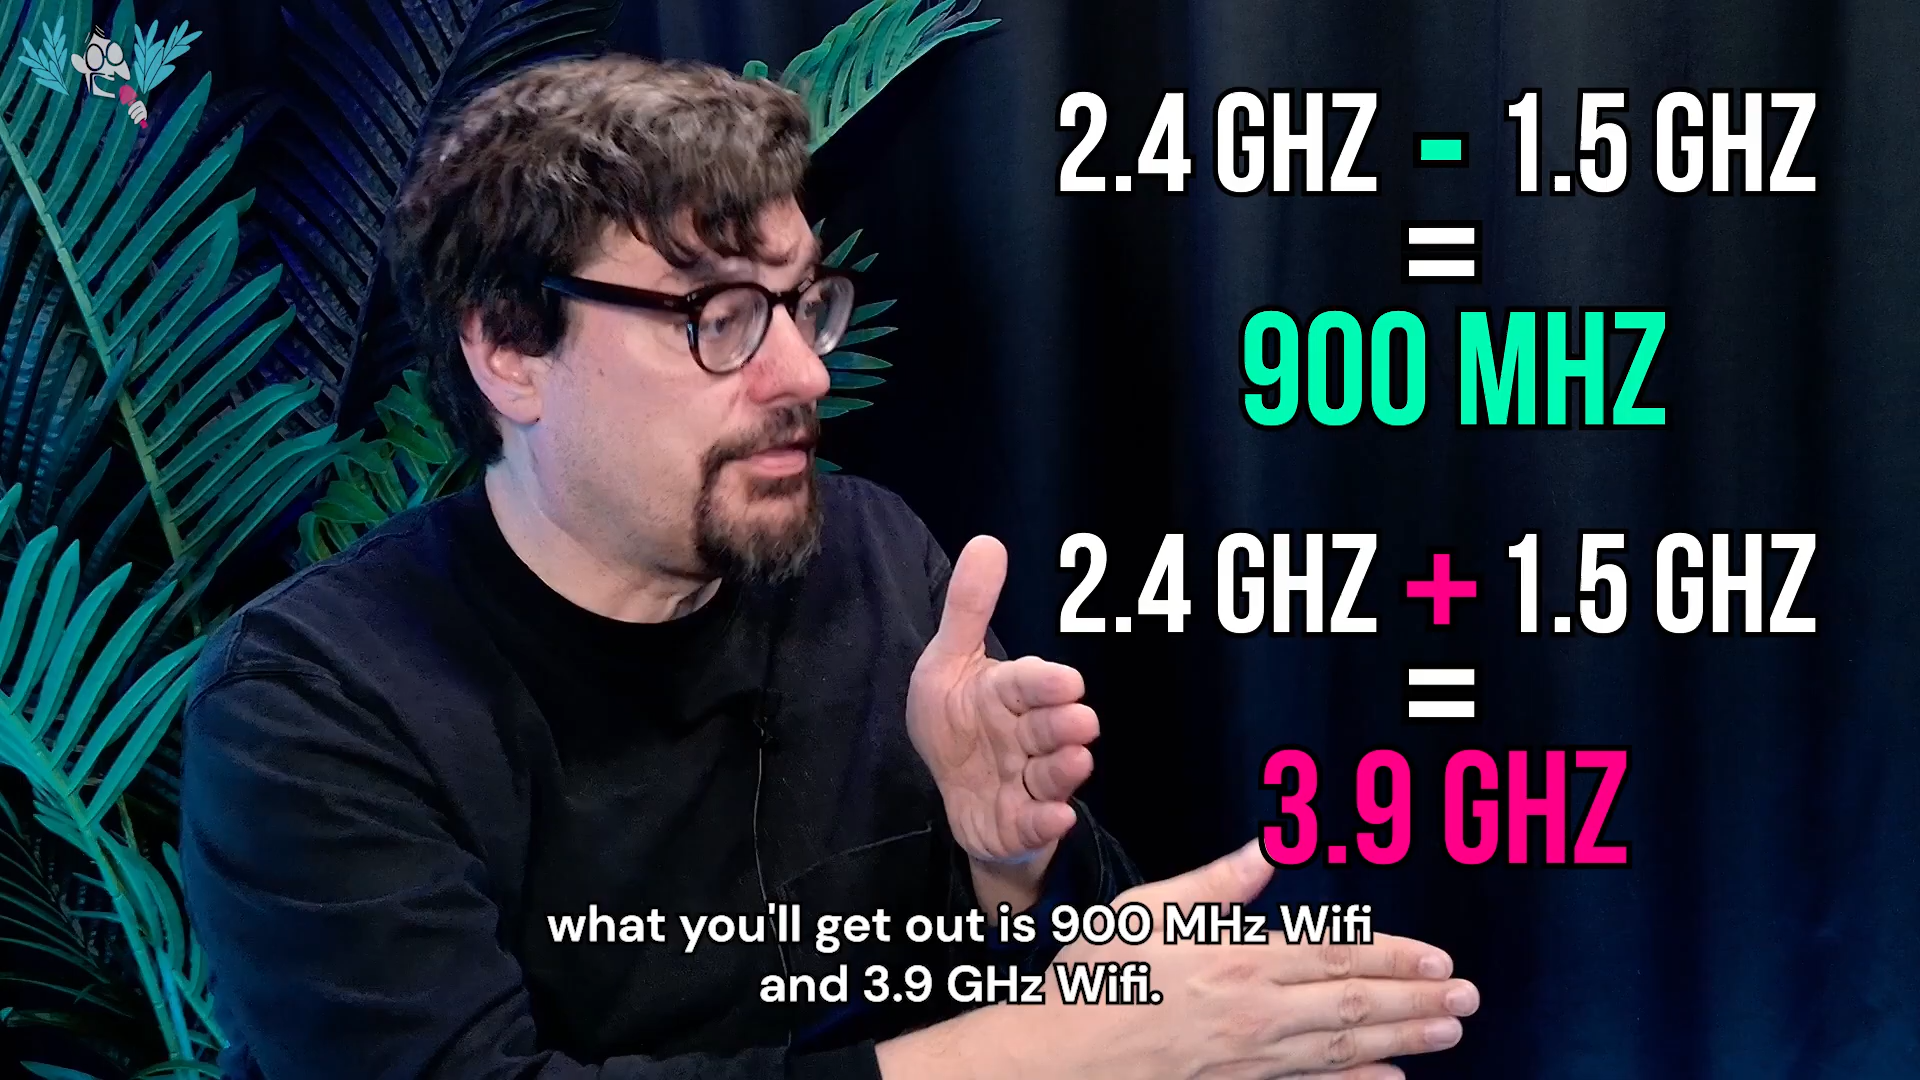 2.4 GHZ - 1.5 GHZ
=
900 MHZ
2.4 GHZ + 1.5 GHZ
=
3.9 GHZ
what you'll get out is 900 MHz Wifi
and 3.9 GHz Wifi.